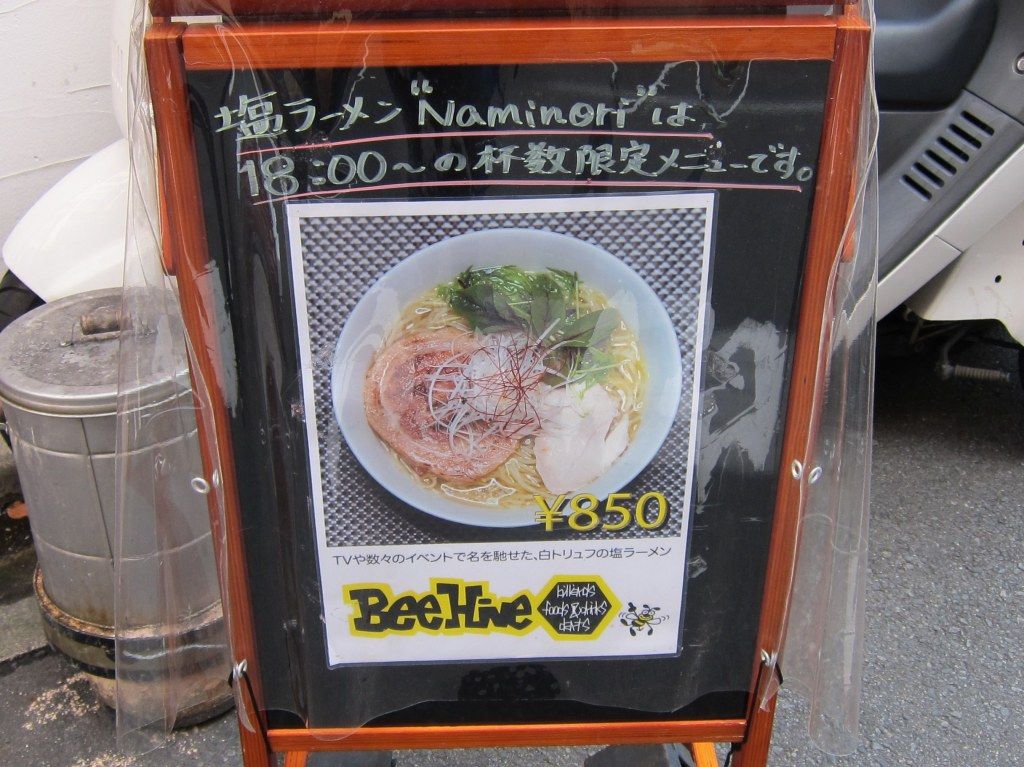 塩ラーメン"Naminori"は
18:00〜の杯数限定メニューです。
¥850
TVや数々のイベントで名を馳せた、白トリュフの塩ラーメン
BeeHive
billiards
foods & drinks
darts